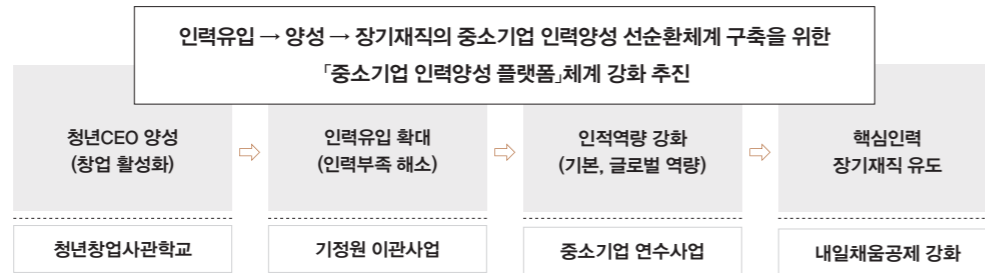 인력유입 → 양성 → 장기재직의 중소기업 인력양성 선순환체계 구축을 위한
「중소기업 인력양성 플랫폼」체계 강화 추진
청년CEO 양성
(창업 활성화)
인력유입 확대
(인력부족 해소)
인적역량 강화
(기본, 글로벌 역량)
핵심인력
장기재직 유도
청년창업사관학교
기정원 이관사업
중소기업 연수사업
내일채움공제 강화